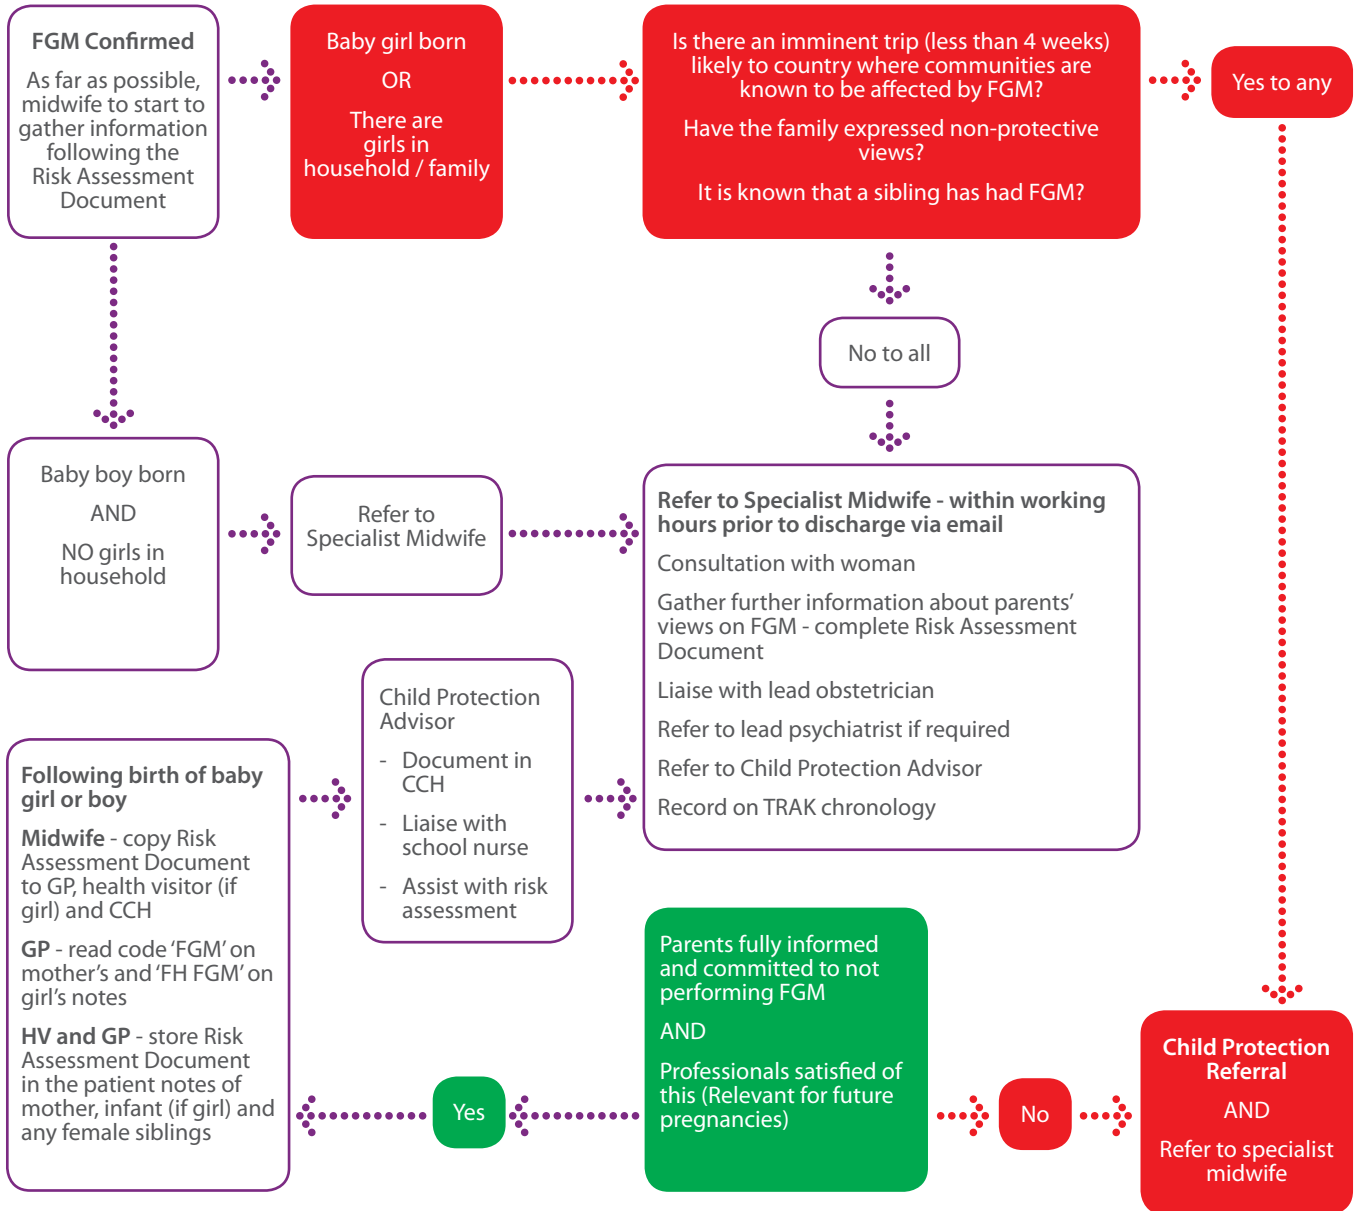 FGM Confirmed
As far as possible,
midwife to start to
gather information
following the
Risk Assessment
Document
Baby girl born
OR
There are
girls in
household / family
Is there an imminent trip (less than 4 weeks)
likely to country where communities are
known to be affected by FGM?
Have the family expressed non-protective
views?
It is known that a sibling has had FGM?
Yes to any
No to all
Baby boy born
AND
NO girls in
household
Refer to
Specialist Midwife
Refer to Specialist Midwife - within working
hours prior to discharge via email
Consultation with woman
Gather further information about parents’
views on FGM - complete Risk Assessment
Document
Liaise with lead obstetrician
Refer to lead psychiatrist if required
Refer to Child Protection Advisor
Record on TRAK chronology
Child Protection
Advisor
- Document in
CCH
- Liaise with
school nurse
- Assist with risk
assessment
Following birth of baby
girl or boy
Midwife - copy Risk
Assessment Document
to GP, health visitor (if
girl) and CCH
GP - read code ‘FGM’ on
mother’s and ‘FH FGM’ on
girl’s notes
HV and GP - store Risk
Assessment Document
in the patient notes of
mother, infant (if girl) and
any female siblings
Yes
Parents fully informed
and committed to not
performing FGM
AND
Professionals satisfied of
this (Relevant for future
pregnancies)
No
Child Protection
Referral
AND
Refer to specialist
midwife